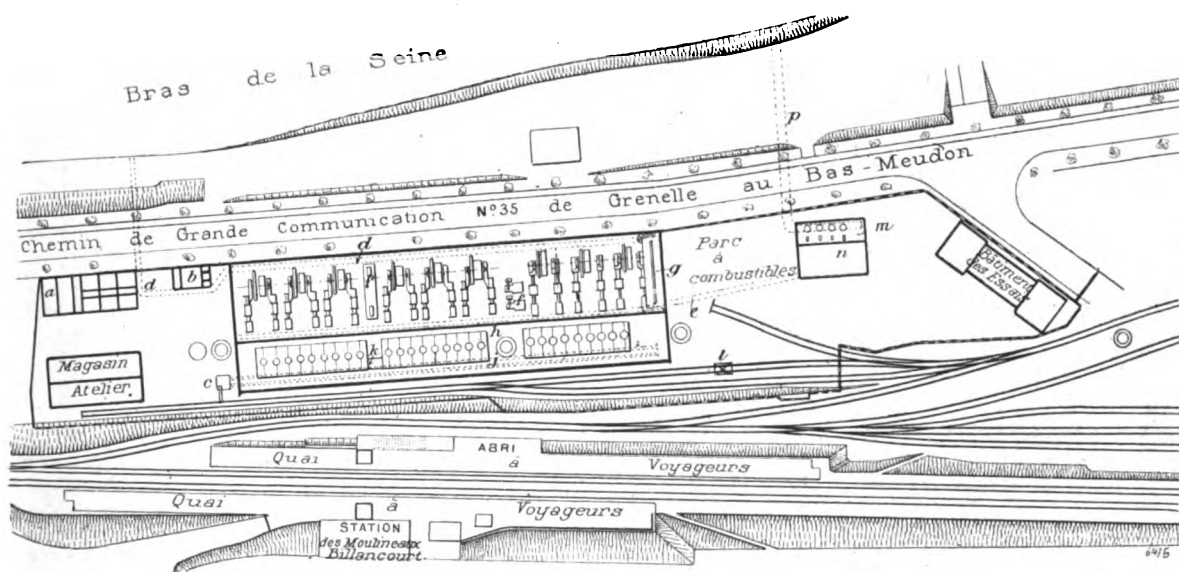 Bras de la Seine
p
Chemin de Grande Communication N° 35 de Grenelle au Bas-Meudon
a
d
b
d
f
g
Parc
à
combustibles
m
n
Bâtiment
des Essais
e
h
k
j
i
l
c
Magasin
Atelier.
ABRI
Quai à Voyageurs
Quai à Voyageurs
STATION
des Moulineaux
Billancourt.
6415